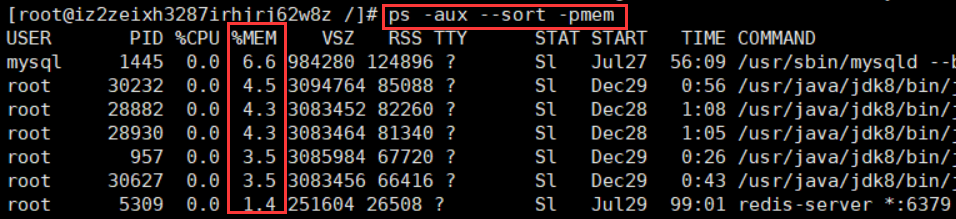 [root@iz2zeixh3287irhjrj62w8z /]# ps -aux --sort -pmem
USER PID %CPU %MEM VSZ RSS TTY STAT START TIME COMMAND
mysql 1445 0.0 6.6 984280 124896 ? Sl Jul27 56:09 /usr/sbin/mysqld --b
root 30232 0.0 4.5 3094764 85088 ? Sl Dec29 0:56 /usr/java/jdk8/bin/j
root 28882 0.0 4.3 3083452 82260 ? Sl Dec28 1:08 /usr/java/jdk8/bin/j
root 28930 0.0 4.3 3083464 81340 ? Sl Dec28 1:05 /usr/java/jdk8/bin/j
root 957 0.0 3.5 3085984 67720 ? Sl Dec29 0:26 /usr/java/jdk8/bin/j
root 30627 0.0 3.5 3083456 66416 ? Sl Dec29 0:43 /usr/java/jdk8/bin/j
root 5309 0.0 1.4 251604 26508 ? Sl Jul29 99:01 redis-server *:6379